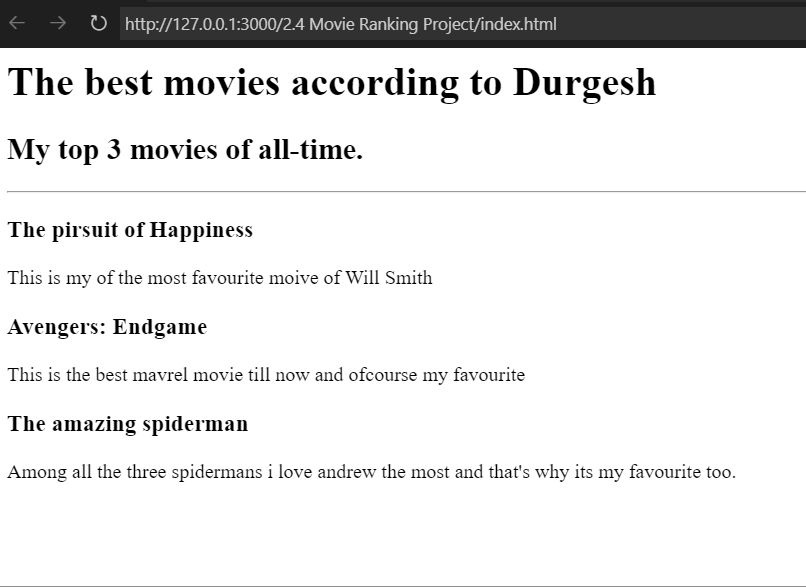 http://127.0.0.1:3000/2.4 Movie Ranking Project/index.html
The best movies according to Durgesh
My top 3 movies of all-time.
The pirsuit of Happiness
This is my of the most favourite moive of Will Smith
Avengers: Endgame
This is the best mavrel movie till now and ofcourse my favourite
The amazing spiderman
Among all the three spidermans i love andrew the most and that's why its my favourite too.